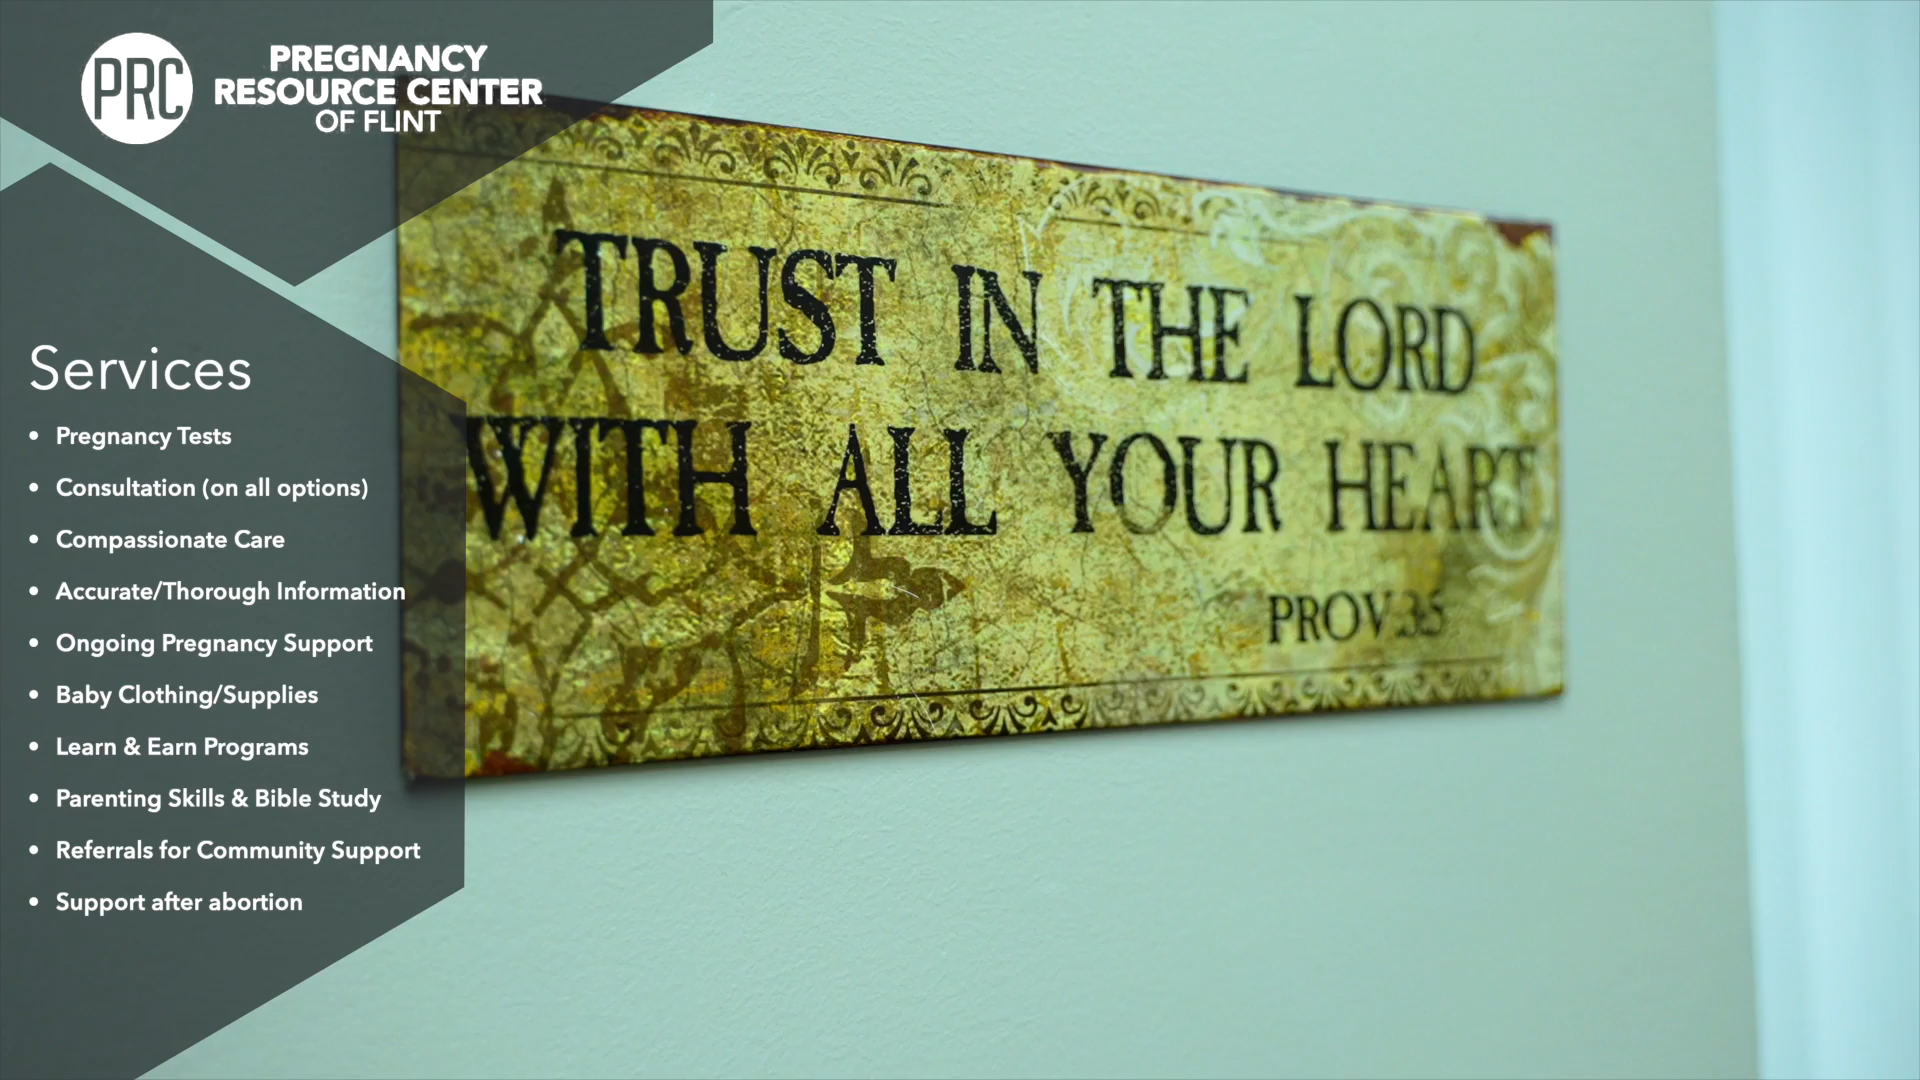 PRC
PREGNANCY
RESOURCE CENTER
OF FLINT
Services
• Pregnancy Tests
• Consultation (on all options)
• Compassionate Care
• Accurate/Thorough Information
• Ongoing Pregnancy Support
• Baby Clothing/Supplies
• Learn & Earn Programs
• Parenting Skills & Bible Study
• Referrals for Community Support
• Support after abortion
TRUST IN THE LORD
WITH ALL YOUR HEART
PROV 3:5